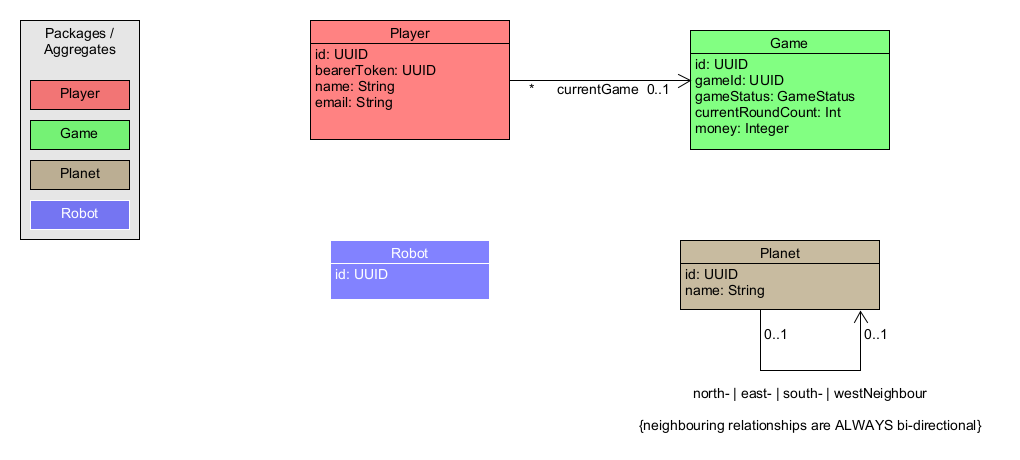 Packages /
Aggregates
Player
Game
Planet
Robot
Player
id: UUID
bearerToken: UUID
name: String
email: String
* currentGame 0..1
Game
id: UUID
gameId: UUID
gameStatus: GameStatus
currentRoundCount: Int
money: Integer
Robot
id: UUID
Planet
id: UUID
name: String
0..1 0..1
north- | east- | south- | westNeighbour
{neighbouring relationships are ALWAYS bi-directional}